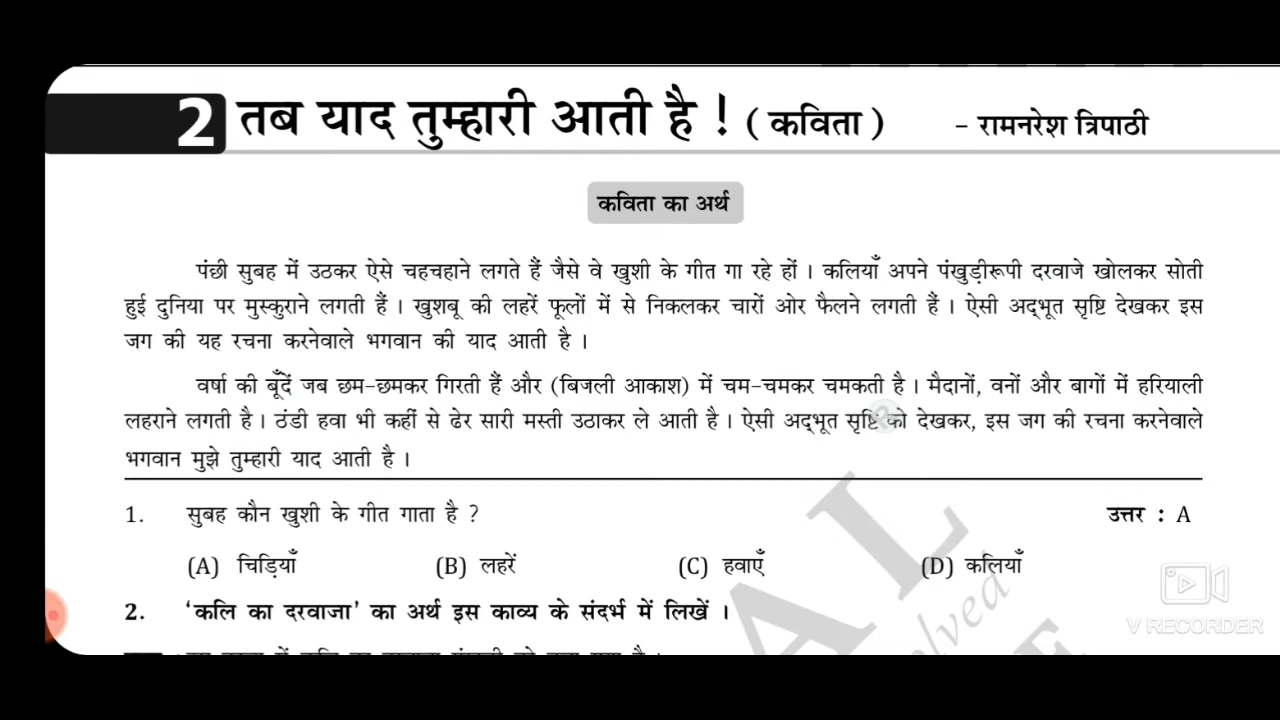 2 तब याद तुम्हारी आती है ! ( कविता ) – रामनरेश त्रिपाठी
कविता का अर्थ
पंछी सुबह में उठकर ऐसे चहचहाने लगते हैं जैसे वे खुशी के गीत गा रहे हों । कलियाँ अपने पंखुड़ीरूपी दरवाजे खोलकर सोती
हुई दुनिया पर मुस्कुराने लगती हैं । खुशबू की लहरें फूलों में से निकलकर चारों ओर फैलने लगती हैं । ऐसी अद्भूत सृष्टि देखकर इस
जग की यह रचना करनेवाले भगवान की याद आती है ।
वर्षा की बूँदें जब छम-छमकर गिरती हैं और (बिजली आकाश) में चम-चमकर चमकती है । मैदानों, वनों और बागों में हरियाली
लहराने लगती है । ठंडी हवा भी कहीं से ढेर सारी मस्ती उठाकर ले आती है । ऐसी अद्भूत सृष्टि को देखकर, इस जग की रचना करनेवाले
भगवान मुझे तुम्हारी याद आती है ।
1. सुबह कौन खुशी के गीत गाता है ? उत्तर : A
(A) चिड़ियाँ (B) लहरें (C) हवाएँ (D) कलियाँ
2. ‘कलि का दरवाजा’ का अर्थ इस काव्य के संदर्भ में लिखें ।
V RECORDER